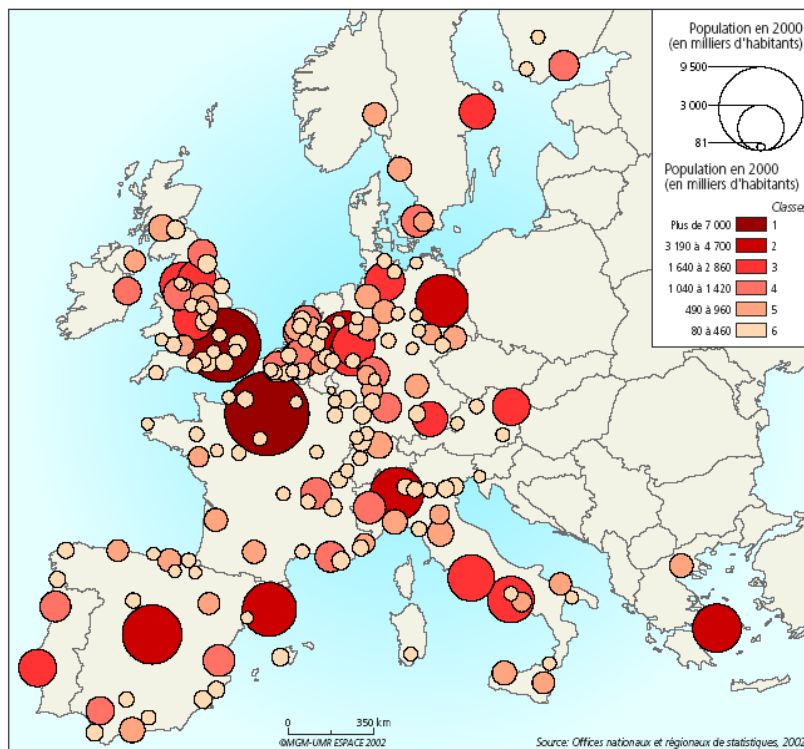 Population en 2000
(en milliers d'habitants)
9 500
3 000
81
Population en 2000
(en milliers d'habitants)
Classes
Plus de 7 000 1
3 190 à 4 700 2
1 640 à 2 860 3
1 040 à 1 420 4
490 à 960 5
80 à 460 6
0 350 km
©MGM-UMR ESPACE 2002
Source: Offices nationaux et régionaux de statistiques, 2002